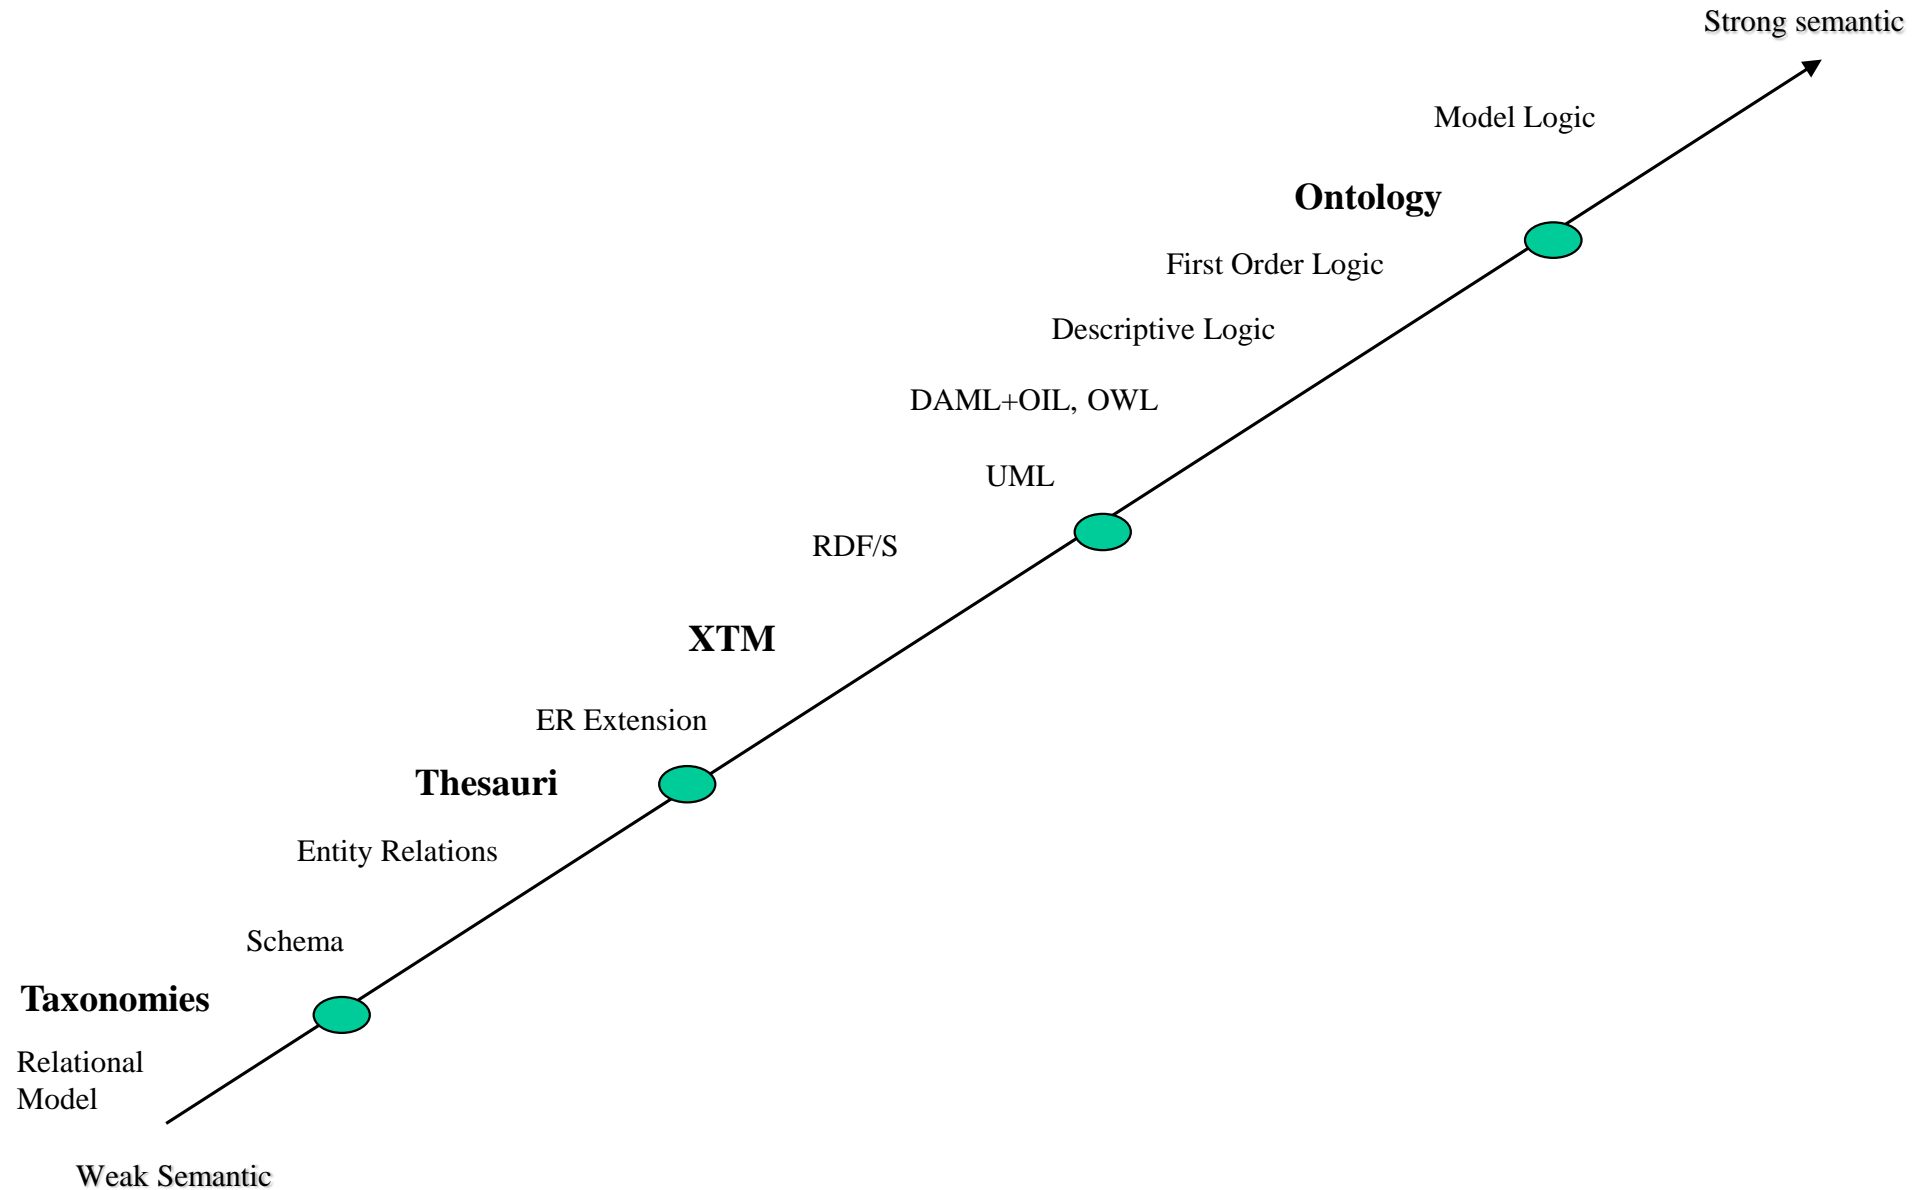 Strong semantic
Model Logic
Ontology
First Order Logic
Descriptive Logic
DAML+OIL, OWL
UML
RDF/S
XTM
ER Extension
Thesauri
Entity Relations
Schema
Taxonomies
Relational
Model
Weak Semantic